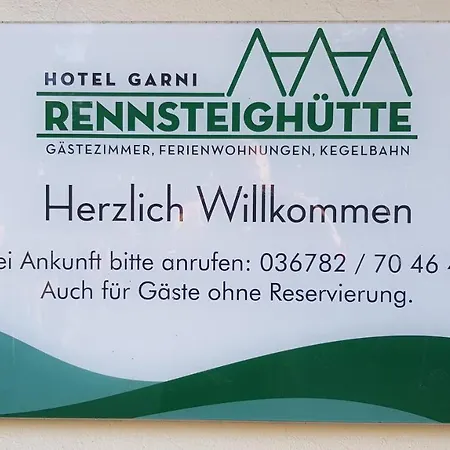 HOTEL GARNI
RENNSTEIGHÜTTE
GÄSTEZIMMER, FERIENWOHNUNGEN, KEGELBAHN
Herzlich Willkommen
ei Ankunft bitte anrufen: 036782 / 70 46
Auch für Gäste ohne Reservierung.